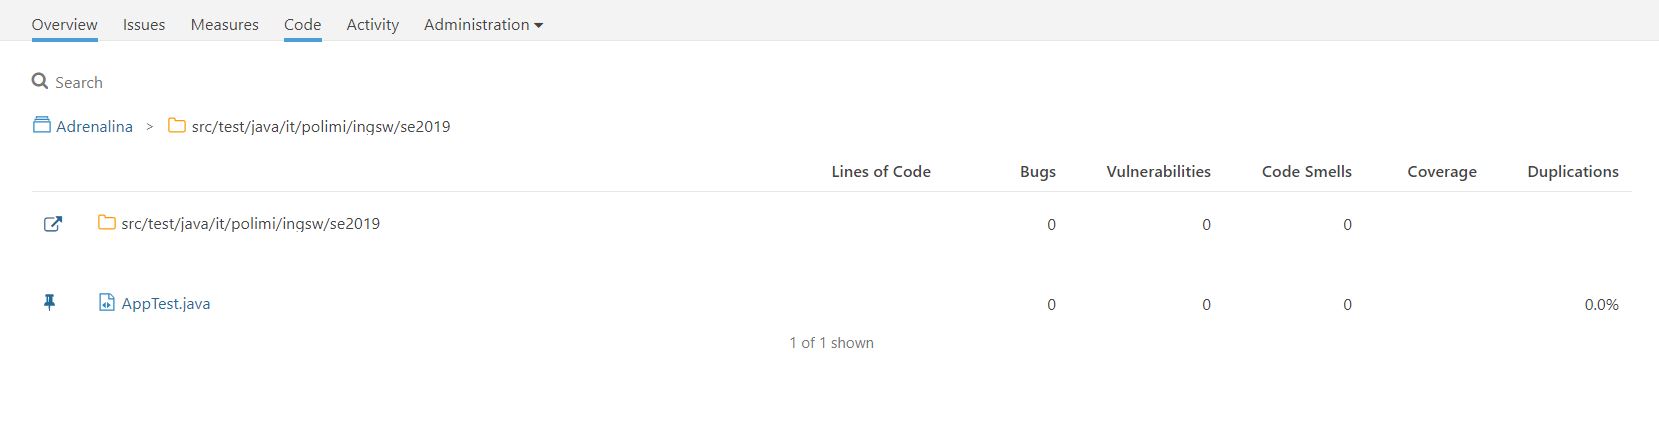 Overview Issues Measures Code Activity Administration
Search
Adrenalina > src/test/java/it/polimi/ingsw/se2019
Lines of Code Bugs Vulnerabilities Code Smells Coverage Duplications
src/test/java/it/polimi/ingsw/se2019 0 0 0
AppTest.java 0 0 0 0.0%
1 of 1 shown